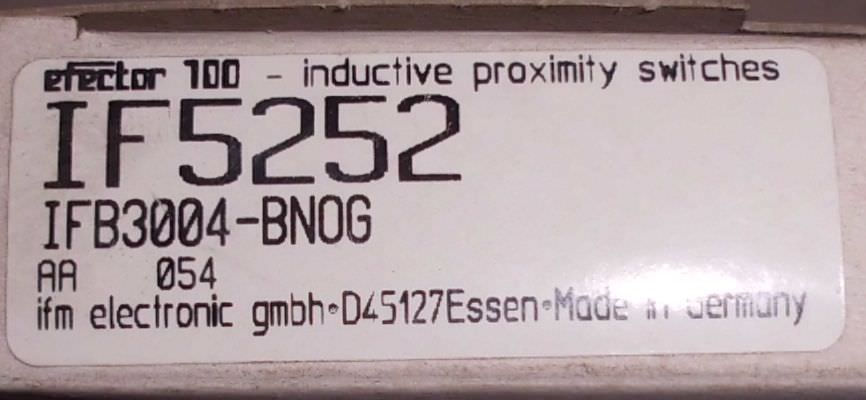 efector 100 - inductive proximity switches
IF5252
IFB3004-BNOG
AA 054
ifm electronic gmbh•D45127Essen•Made in Germany